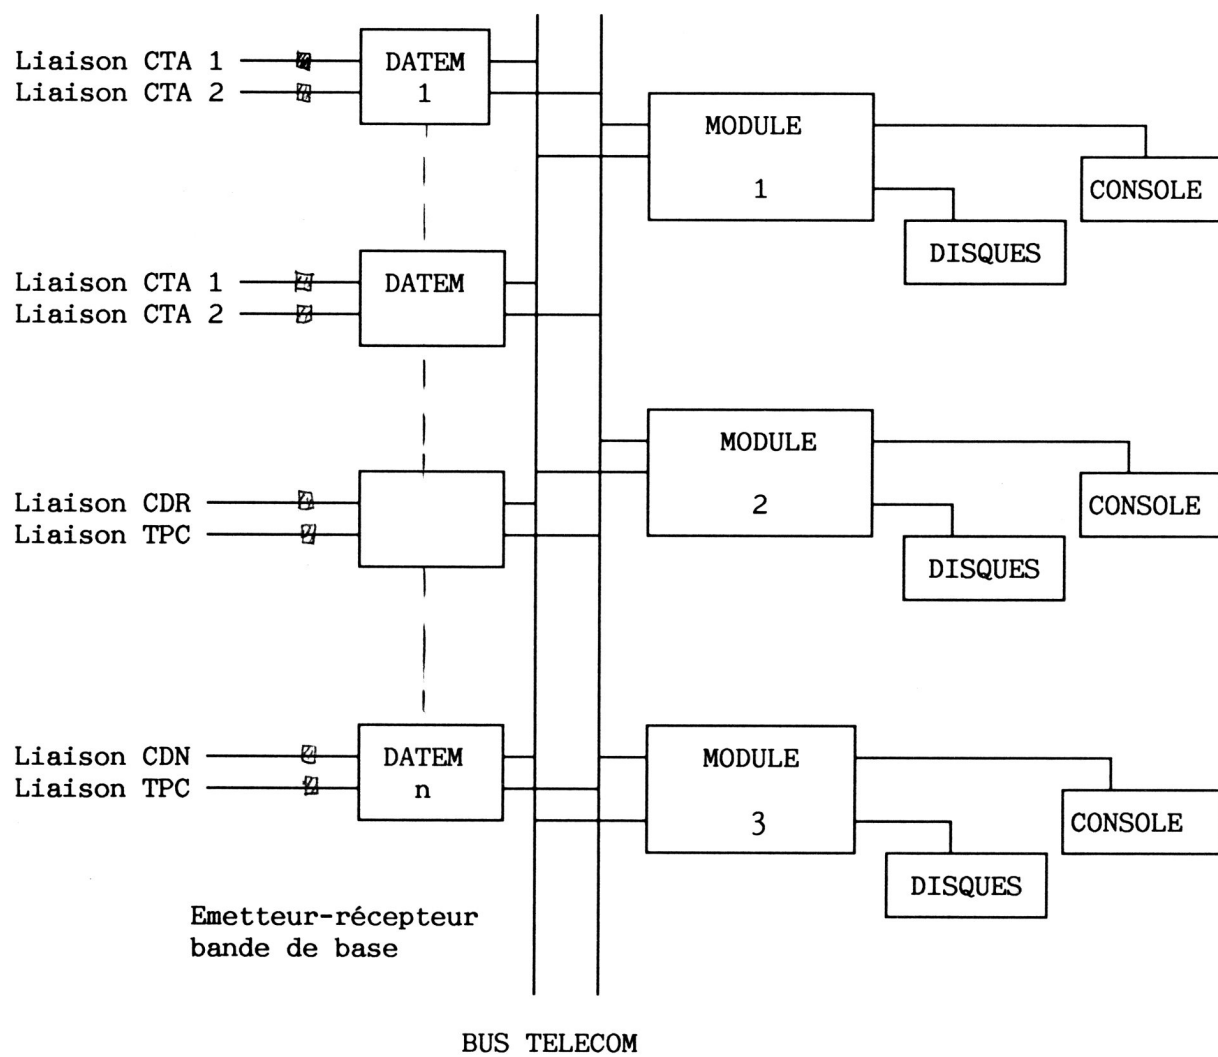 Liaison CTA 1
Liaison CTA 2
DATEM
1
MODULE
1
CONSOLE
DISQUES
Liaison CTA 1
Liaison CTA 2
DATEM
MODULE
2
CONSOLE
DISQUES
Liaison CDR
Liaison TPC
Liaison CDN
Liaison TPC
DATEM
n
MODULE
3
CONSOLE
DISQUES
Emetteur-récepteur
bande de base
BUS TELECOM